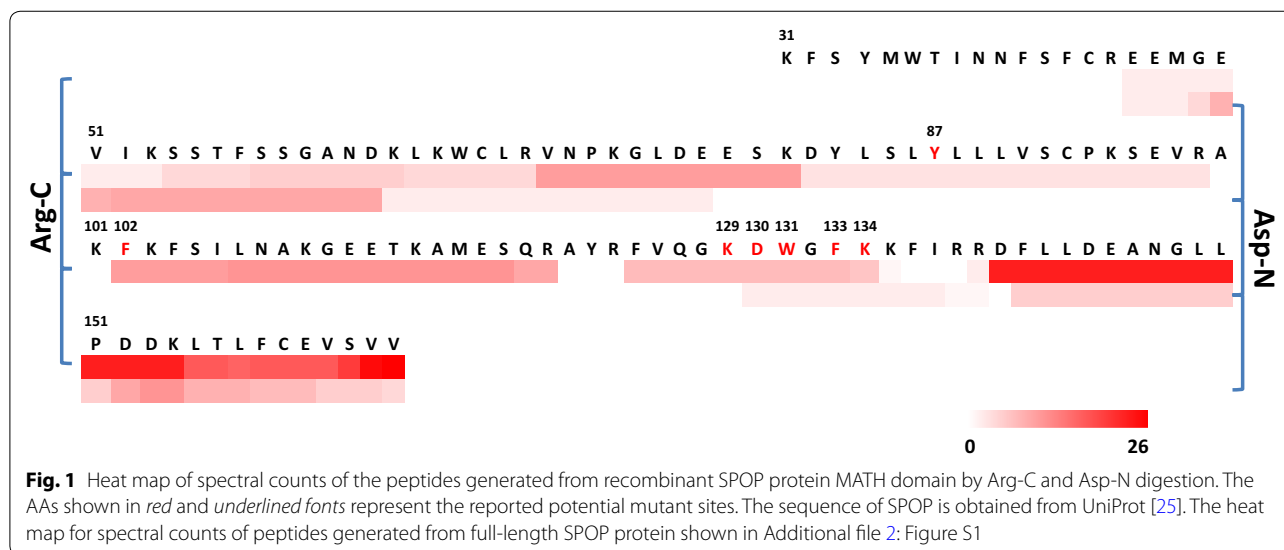 31
K F S Y M W T I N N F S F C R E E M G E
51 87
V I K S S T F S S G A N D K L K W C L R V N P K G L D E E S K D Y L S L Y L L L V S C P K S E V R A
101 102 129 130 131 133 134
K F K F S I L N A K G E E T K A M E S Q R A Y R F V Q G K D W G F K K F I R R D F L L D E A N G L L
151
P D D K L T L F C E V S V V
Arg-C
Asp-N
0 26
Fig. 1 Heat map of spectral counts of the peptides generated from recombinant SPOP protein MATH domain by Arg-C and Asp-N digestion. The
AAs shown in red and underlined fonts represent the reported potential mutant sites. The sequence of SPOP is obtained from UniProt [25]. The heat
map for spectral counts of peptides generated from full-length SPOP protein shown in Additional file 2: Figure S1